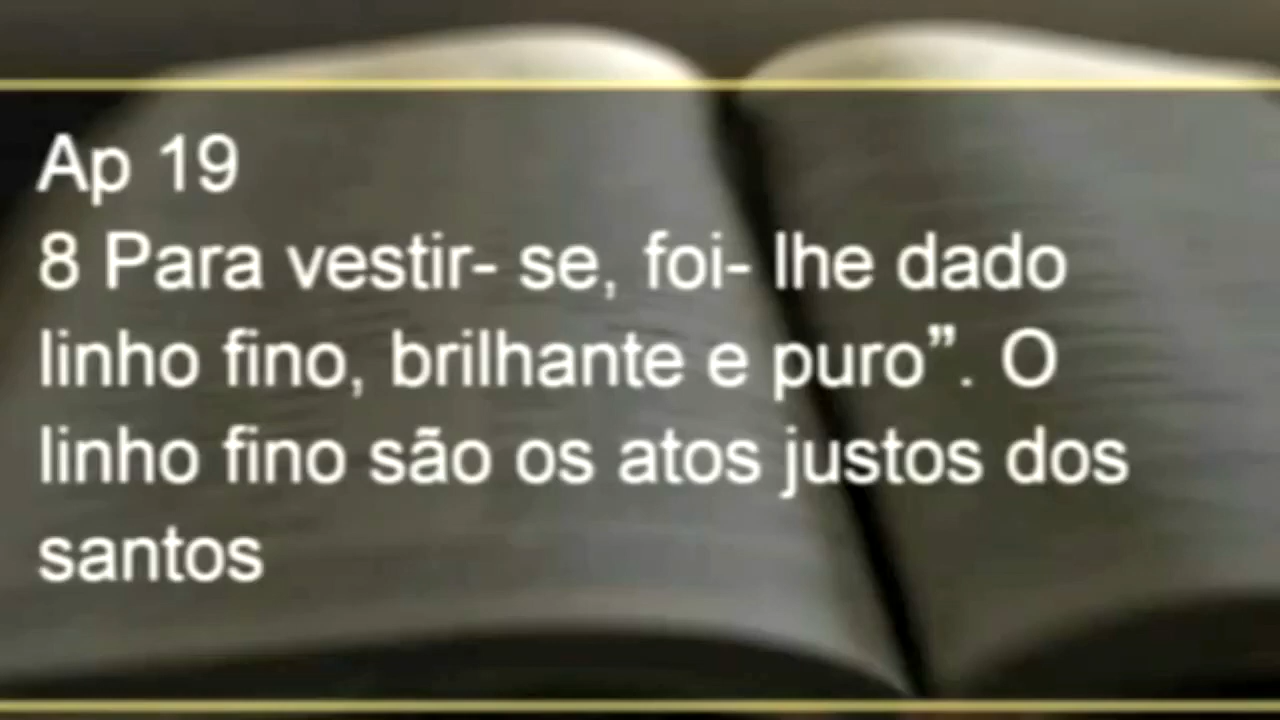 Ap 19
8 Para vestir- se, foi- lhe dado
linho fino, brilhante e puro”. O
linho fino são os atos justos dos
santos